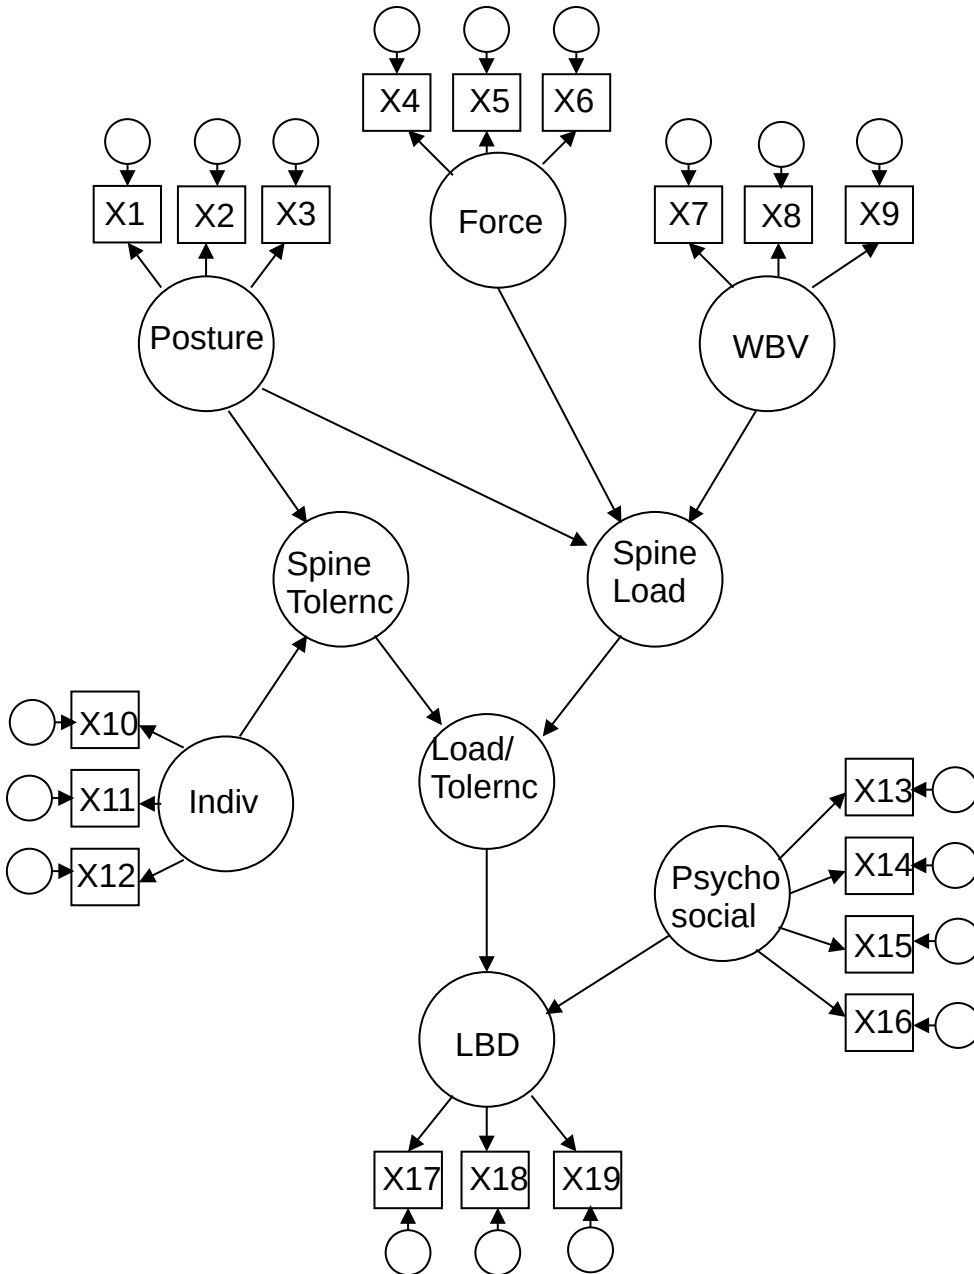 X4
X5
X6
X1
X2
X3
Force
X7
X8
X9
Posture
WBV
Spine
Tolernc
Spine
Load
X10
X11
X12
Indiv
Load/
Tolernc
X13
X14
X15
X16
Psycho
social
LBD
X17
X18
X19